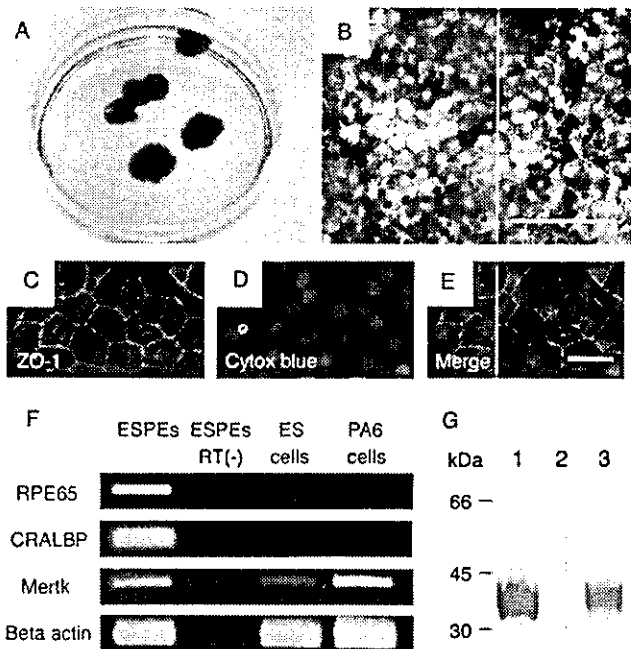 A
B
C
ZO-1
D
Cytox blue
E
Merge
F
ESPEs ESPEs ES PA6
RT(-) cells cells
RPE65
CRALBP
Mertk
Beta actin
G
kDa 1 2 3
66
45
30